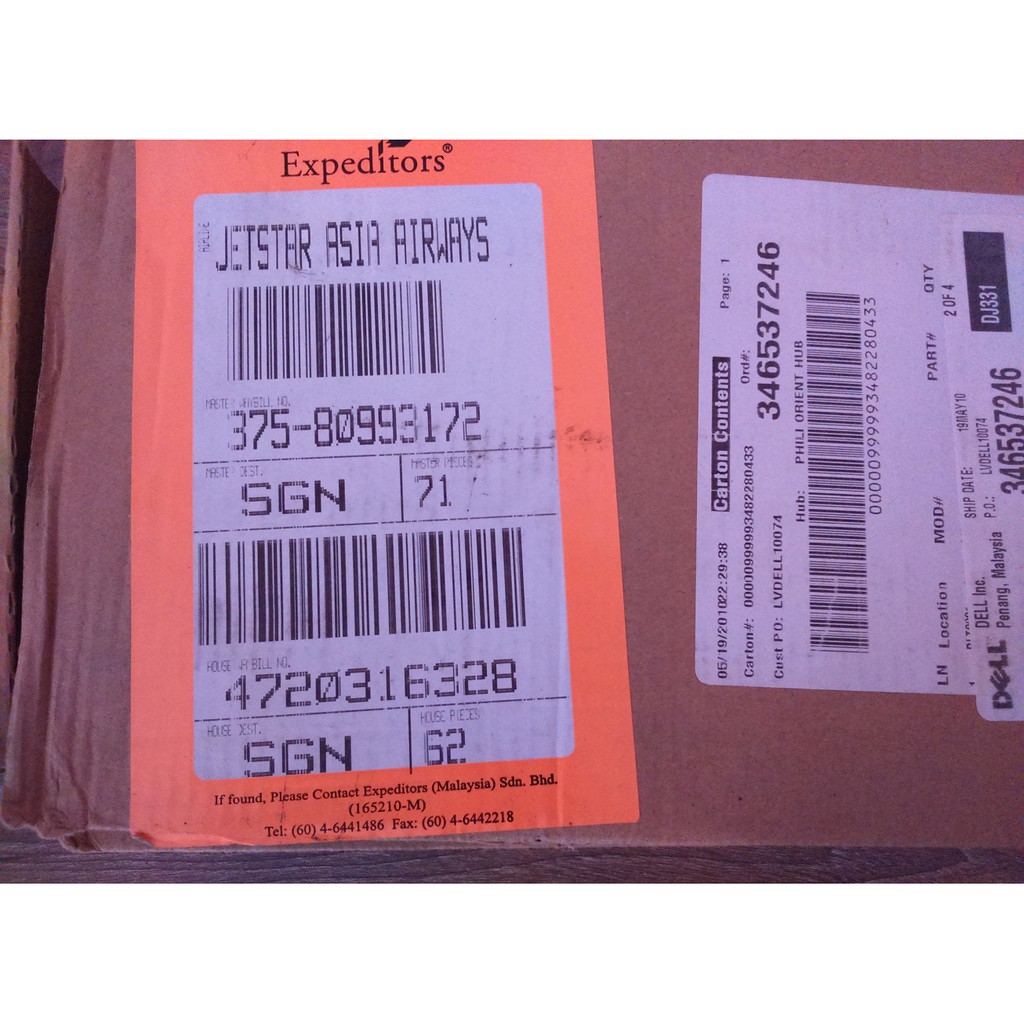 Expeditors®
AIRLINE
JETSTAR ASIA AIRWAYS
MASTER WAYBILL NO.
375-80993172
MASTER DEST.
SGN
MASTER PIECES
71
HOUSE WAYBILL NO.
4720316328
HOUSE DEST.
SGN
HOUSE PIECES
62
If found, Please Contact Expeditors (Malaysia) Sdn. Bhd.
(165210-M)
Tel: (60) 4-6441486 Fax: (60) 4-6442218
05/19/201022:29:38 Carton Contents Page: 1
Carton#: 00000999993482280433 Ord#:
346537246
Cust PO: LVDELL10074
Hub: PHILI ORIENT HUB
00000999993482280433
LN Location MOD# PART# QTY
2 OF 4
DELL
DELL Inc.
Penang, Malaysia
SHIP DATE: 19MAY10
P.O.: LVDELL10074
346537246
DJ331